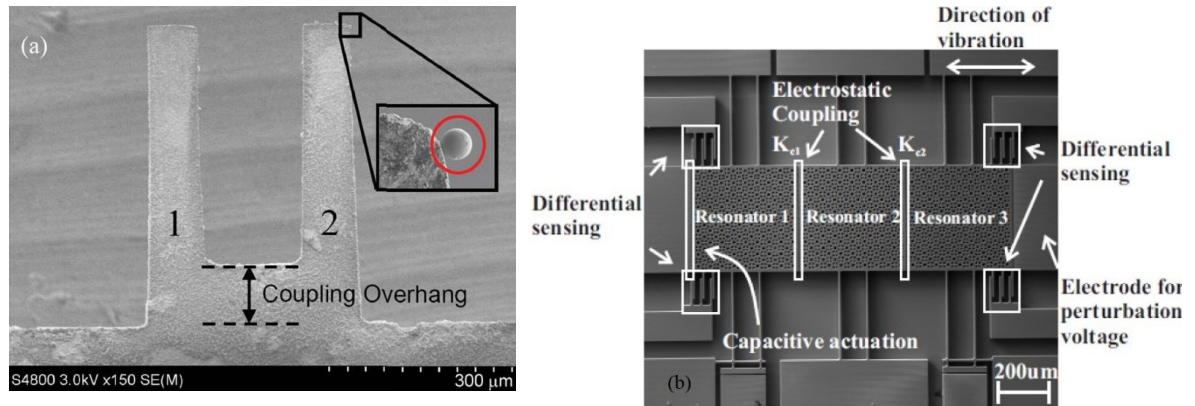 (a)
1
2
Coupling Overhang
S4800 3.0kV x150 SE(M)
300 µm
Direction of
vibration
Electrostatic
Coupling
Kc1
Kc2
Differential
sensing
Differential
sensing
Resonator 1
Resonator 2
Resonator 3
Electrode for
perturbation
voltage
Capacitive actuation
(b)
200um